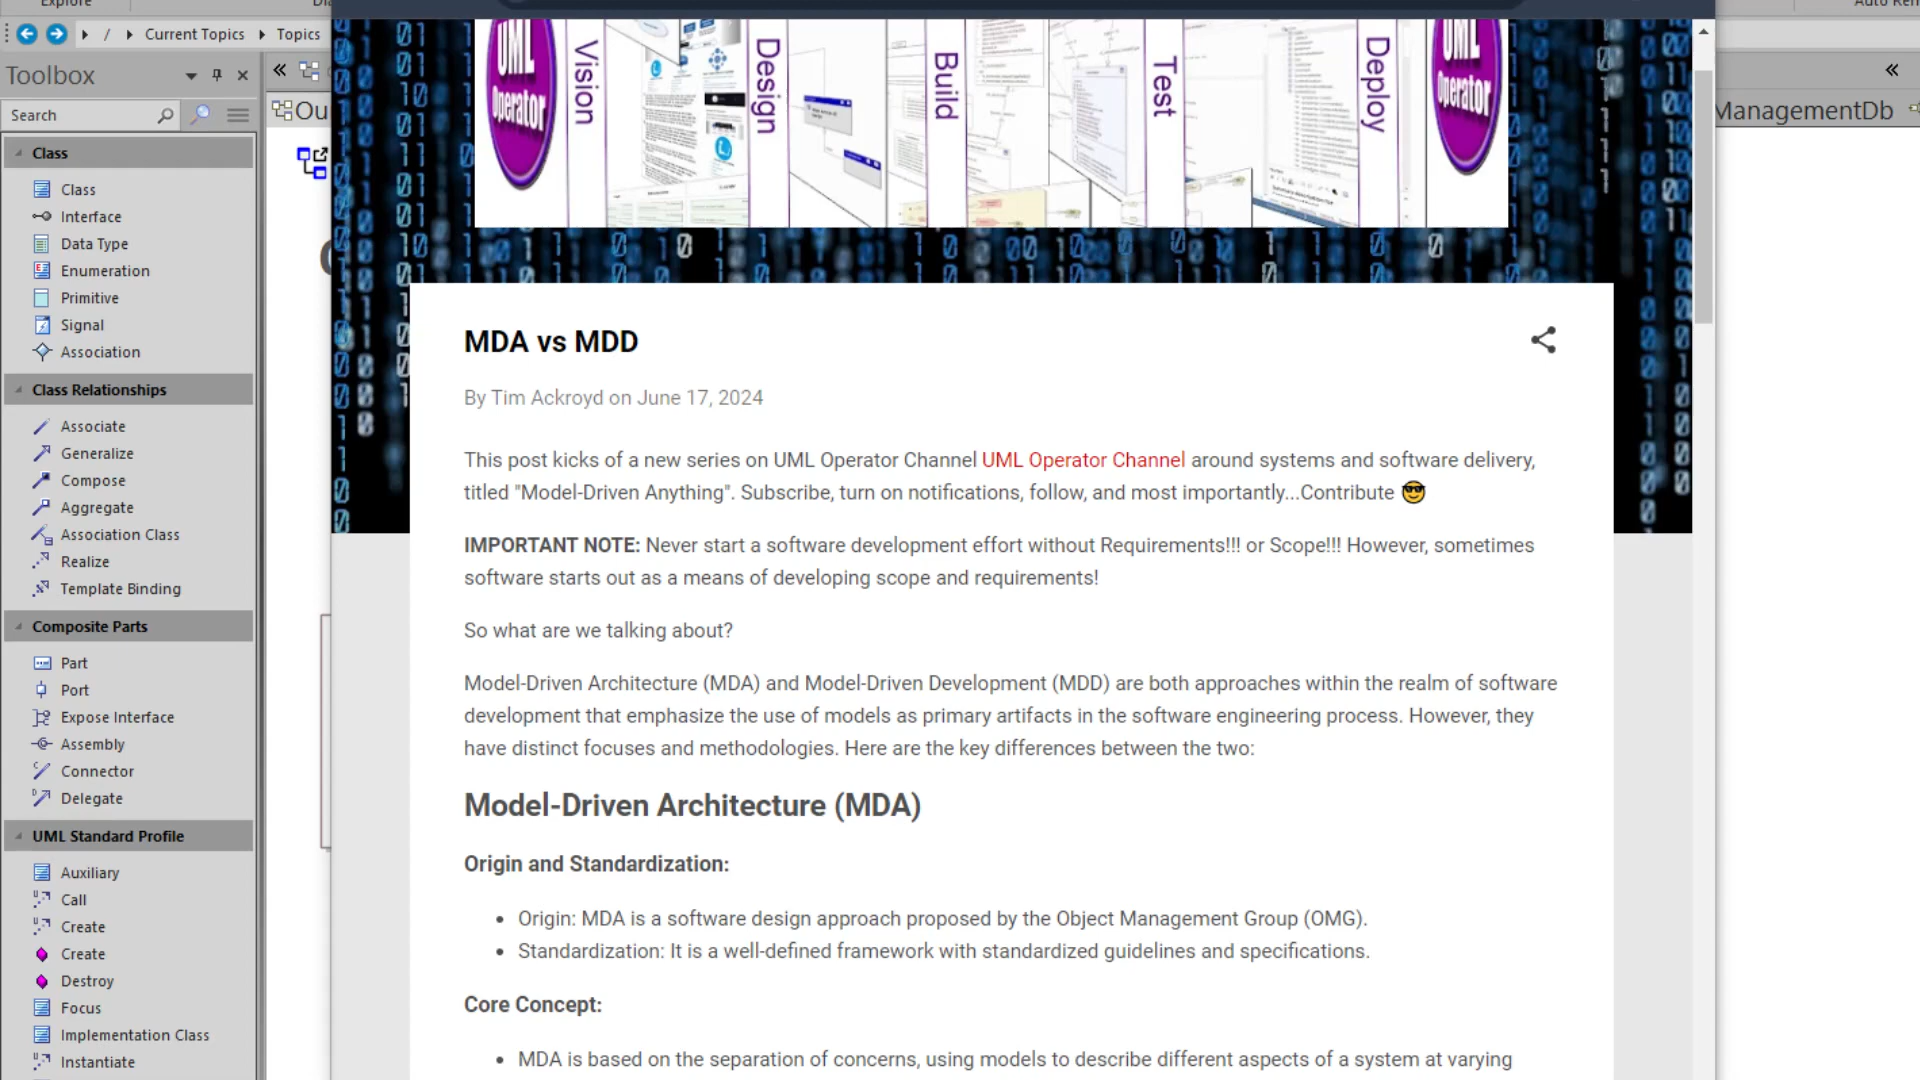 Explore
Auto Ref
/ Current Topics Topics
Toolbox
Search
Class
Class
Interface
Data Type
Enumeration
Primitive
Signal
Association
Class Relationships
Associate
Generalize
Compose
Aggregate
Association Class
Realize
Template Binding
Composite Parts
Part
Port
Expose Interface
Assembly
Connector
Delegate
UML Standard Profile
Auxiliary
Call
Create
Create
Destroy
Focus
Implementation Class
Instantiate
Ou
ManagementDb
UML
Operator
Vision
Design
Build
Test
Deploy
UML
Operator
MDA vs MDD
By Tim Ackroyd on June 17, 2024
This post kicks of a new series on UML Operator Channel UML Operator Channel around systems and software delivery,
titled "Model-Driven Anything". Subscribe, turn on notifications, follow, and most importantly...Contribute 😎
IMPORTANT NOTE: Never start a software development effort without Requirements!!! or Scope!!! However, sometimes
software starts out as a means of developing scope and requirements!
So what are we talking about?
Model-Driven Architecture (MDA) and Model-Driven Development (MDD) are both approaches within the realm of software
development that emphasize the use of models as primary artifacts in the software engineering process. However, they
have distinct focuses and methodologies. Here are the key differences between the two:
Model-Driven Architecture (MDA)
Origin and Standardization:
• Origin: MDA is a software design approach proposed by the Object Management Group (OMG).
• Standardization: It is a well-defined framework with standardized guidelines and specifications.
Core Concept:
• MDA is based on the separation of concerns, using models to describe different aspects of a system at varying